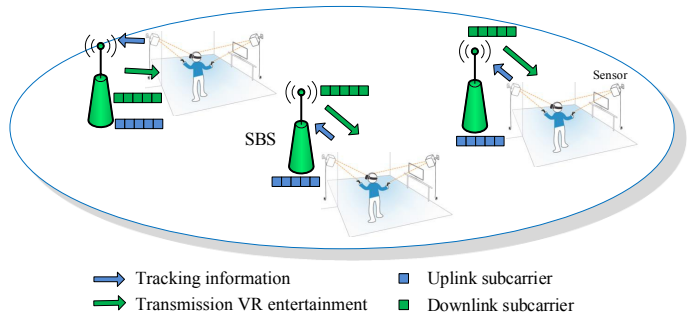 Sensor
SBS
Tracking information
Uplink subcarrier
Transmission VR entertainment
Downlink subcarrier